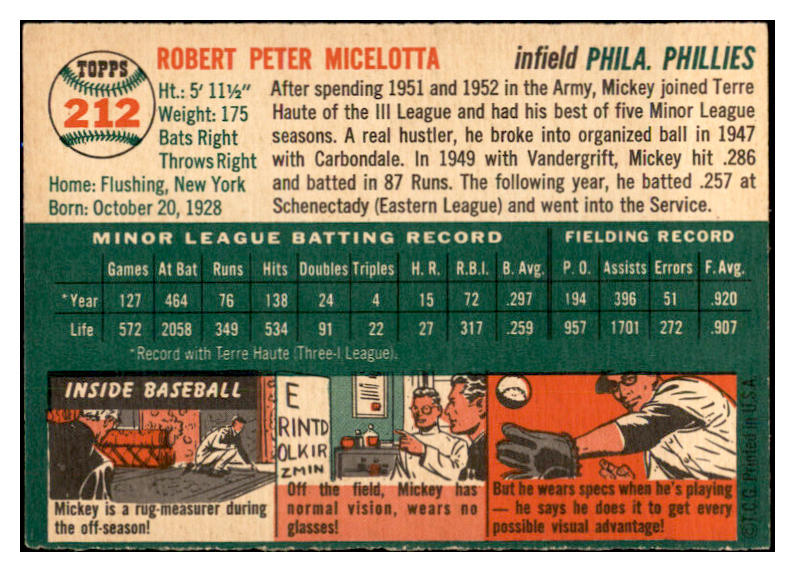 TOPPS
212
ROBERT PETER MICELOTTA
infield PHILA. PHILLIES
Ht.: 5' 11½"
Weight: 175
Bats Right
Throws Right
Home: Flushing, New York
Born: October 20, 1928
After spending 1951 and 1952 in the Army, Mickey joined Terre
Haute of the III League and had his best of five Minor League
seasons. A real hustler, he broke into organized ball in 1947
with Carbondale. In 1949 with Vandergrift, Mickey hit .286
and batted in 87 Runs. The following year, he batted .257 at
Schenectady (Eastern League) and went into the Service.
MINOR LEAGUE BATTING RECORD FIELDING RECORD
Games At Bat Runs Hits Doubles Triples H. R. R.B.I. B. Avg. P. O. Assists Errors F. Avg.
*Year 127 464 76 138 24 4 15 72 .297 194 396 51 .920
Life 572 2058 349 534 91 22 27 317 .259 957 1701 272 .907
*Record with Terre Haute (Three-I League).
INSIDE BASEBALL
Mickey is a rug-measurer during
the off-season!
E
RINTD
OLKIR
ZMIN
Off the field, Mickey has
normal vision, wears no
glasses!
But he wears specs when he's playing
— he says he does it to get every
possible visual advantage!
©T.C.G. Printed in U.S.A.